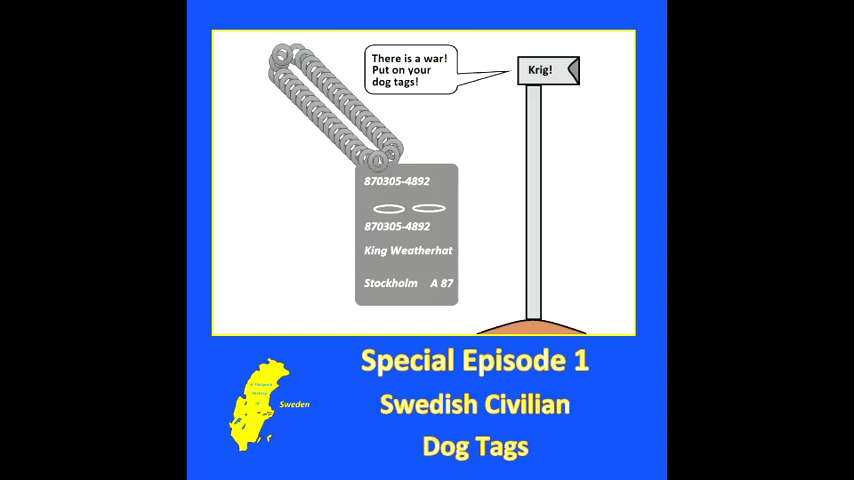 There is a war!
Put on your
dog tags!
Krig!
870305-4892
870305-4892
King Weatherhat
Stockholm A 87
Special Episode 1
Swedish Civilian
Dog Tags
Sweden